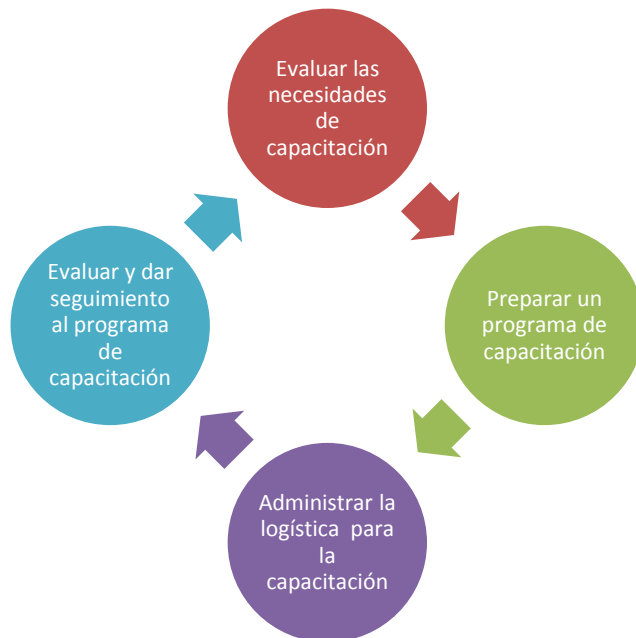 Evaluar las
necesidades
de
capacitación
Preparar un
programa de
capacitación
Administrar la
logística para
la
capacitación
Evaluar y dar
seguimiento
al programa
de
capacitación